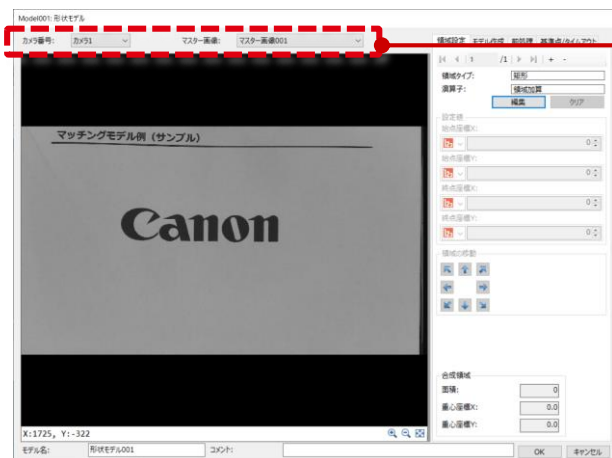 Model001: 形状モデル
カメラ番号: カメラ1 マスター画像: マスター画像001
領域設定 モデル作成 前処理 基準点/タイムアウト
1 /1 + -
領域タイプ: 矩形
演算子: 領域加算
編集 クリア
設定値
始点座標X:
0
始点座標Y:
0
終点座標X:
0
終点座標Y:
0
領域の移動
マッチングモデル例（サンプル）
Canon
合成領域
面積: 0
重心座標X: 0.0
重心座標Y: 0.0
X:1725, Y:-322
モデル名: 形状モデル001 コメント:
OK キャンセル